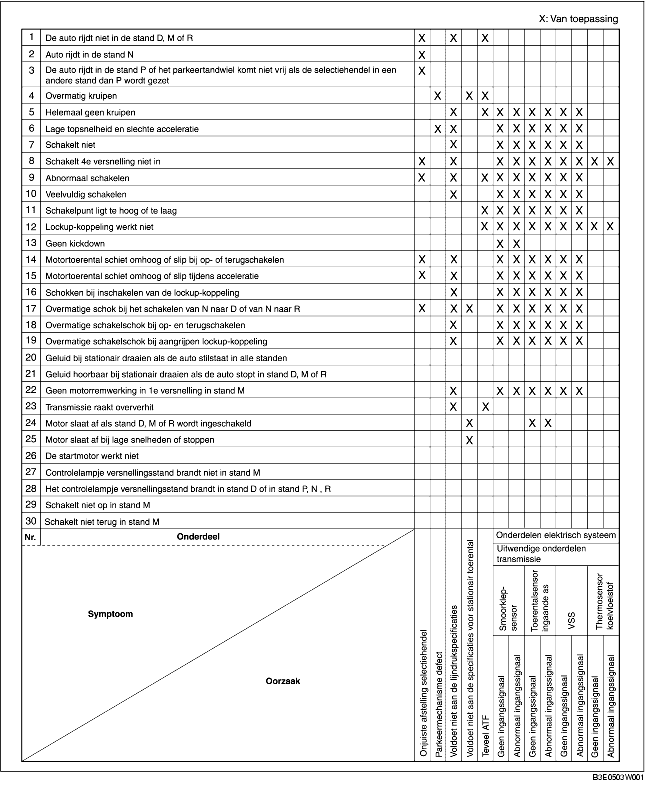 X: Van toepassing
1 De auto rijdt niet in de stand D, M of R X X X
2 Auto rijdt in de stand N X
3 De auto rijdt in de stand P of het parkeertandwiel komt niet vrij als de selectiehendel in een
andere stand dan P wordt gezet X
4 Overmatig kruipen X X X
5 Helemaal geen kruipen X X X X X X X X
6 Lage topsnelheid en slechte acceleratie X X X X X X X X
7 Schakelt niet X X X X X X X
8 Schakelt 4e versnelling niet in X X X X X X X X X X
9 Abnormaal schakelen X X X X X X X X X
10 Veelvuldig schakelen X X X X X X X
11 Schakelpunt ligt te hoog of te laag X X X X X X X
12 Lockup-koppeling werkt niet X X X X X X X X X
13 Geen kickdown X X
14 Motortoerental schiet omhoog of slip bij op- of terugschakelen X X X X X X X X
15 Motortoerental schiet omhoog of slip tijdens acceleratie X X X X X X X X
16 Schokken bij inschakelen van de lockup-koppeling X X X X X X X
17 Overmatige schok bij het schakelen van N naar D of van N naar R X X X X X X X X X
18 Overmatige schakelschok bij op- en terugschakelen X X X X X X X
19 Overmatige schakelschok bij aangrijpen lockup-koppeling X X X X X X X
20 Geluid bij stationair draaien als de auto stilstaat in alle standen
21 Geluid hoorbaar bij stationair draaien als de auto stopt in stand D, M of R
22 Geen motorremwerking in 1e versnelling in stand M X X X X X X X
23 Transmissie raakt oververhit X X
24 Motor slaat af als stand D, M of R wordt ingeschakeld X X X
25 Motor slaat af bij lage snelheden of stoppen X
26 De startmotor werkt niet
27 Controlelampje versnellingsstand brandt niet in stand M
28 Het controlelampje versnellingsstand brandt in stand D of in stand P, N , R
29 Schakelt niet op in stand M
30 Schakelt niet terug in stand M
Nr. Onderdeel
Symptoom
Oorzaak
Onjuiste afstelling selectiehendel
Parkeermechanisme defect
Voldoet niet aan de lijndrukspecificaties
Voldoet niet aan de specificaties voor stationair toerental
Teveel ATF
Onderdelen elektrisch systeem
Uitwendige onderdelen
transmissie
Smoorklep-
sensor
Toerentalsensor
ingaande as
VSS
Thermosensor
koelvloeistof
Geen ingangssignaal
Abnormaal ingangssignaal
Geen ingangssignaal
Abnormaal ingangssignaal
Geen ingangssignaal
Abnormaal ingangssignaal
Geen ingangssignaal
Abnormaal ingangssignaal
B3E0503W001